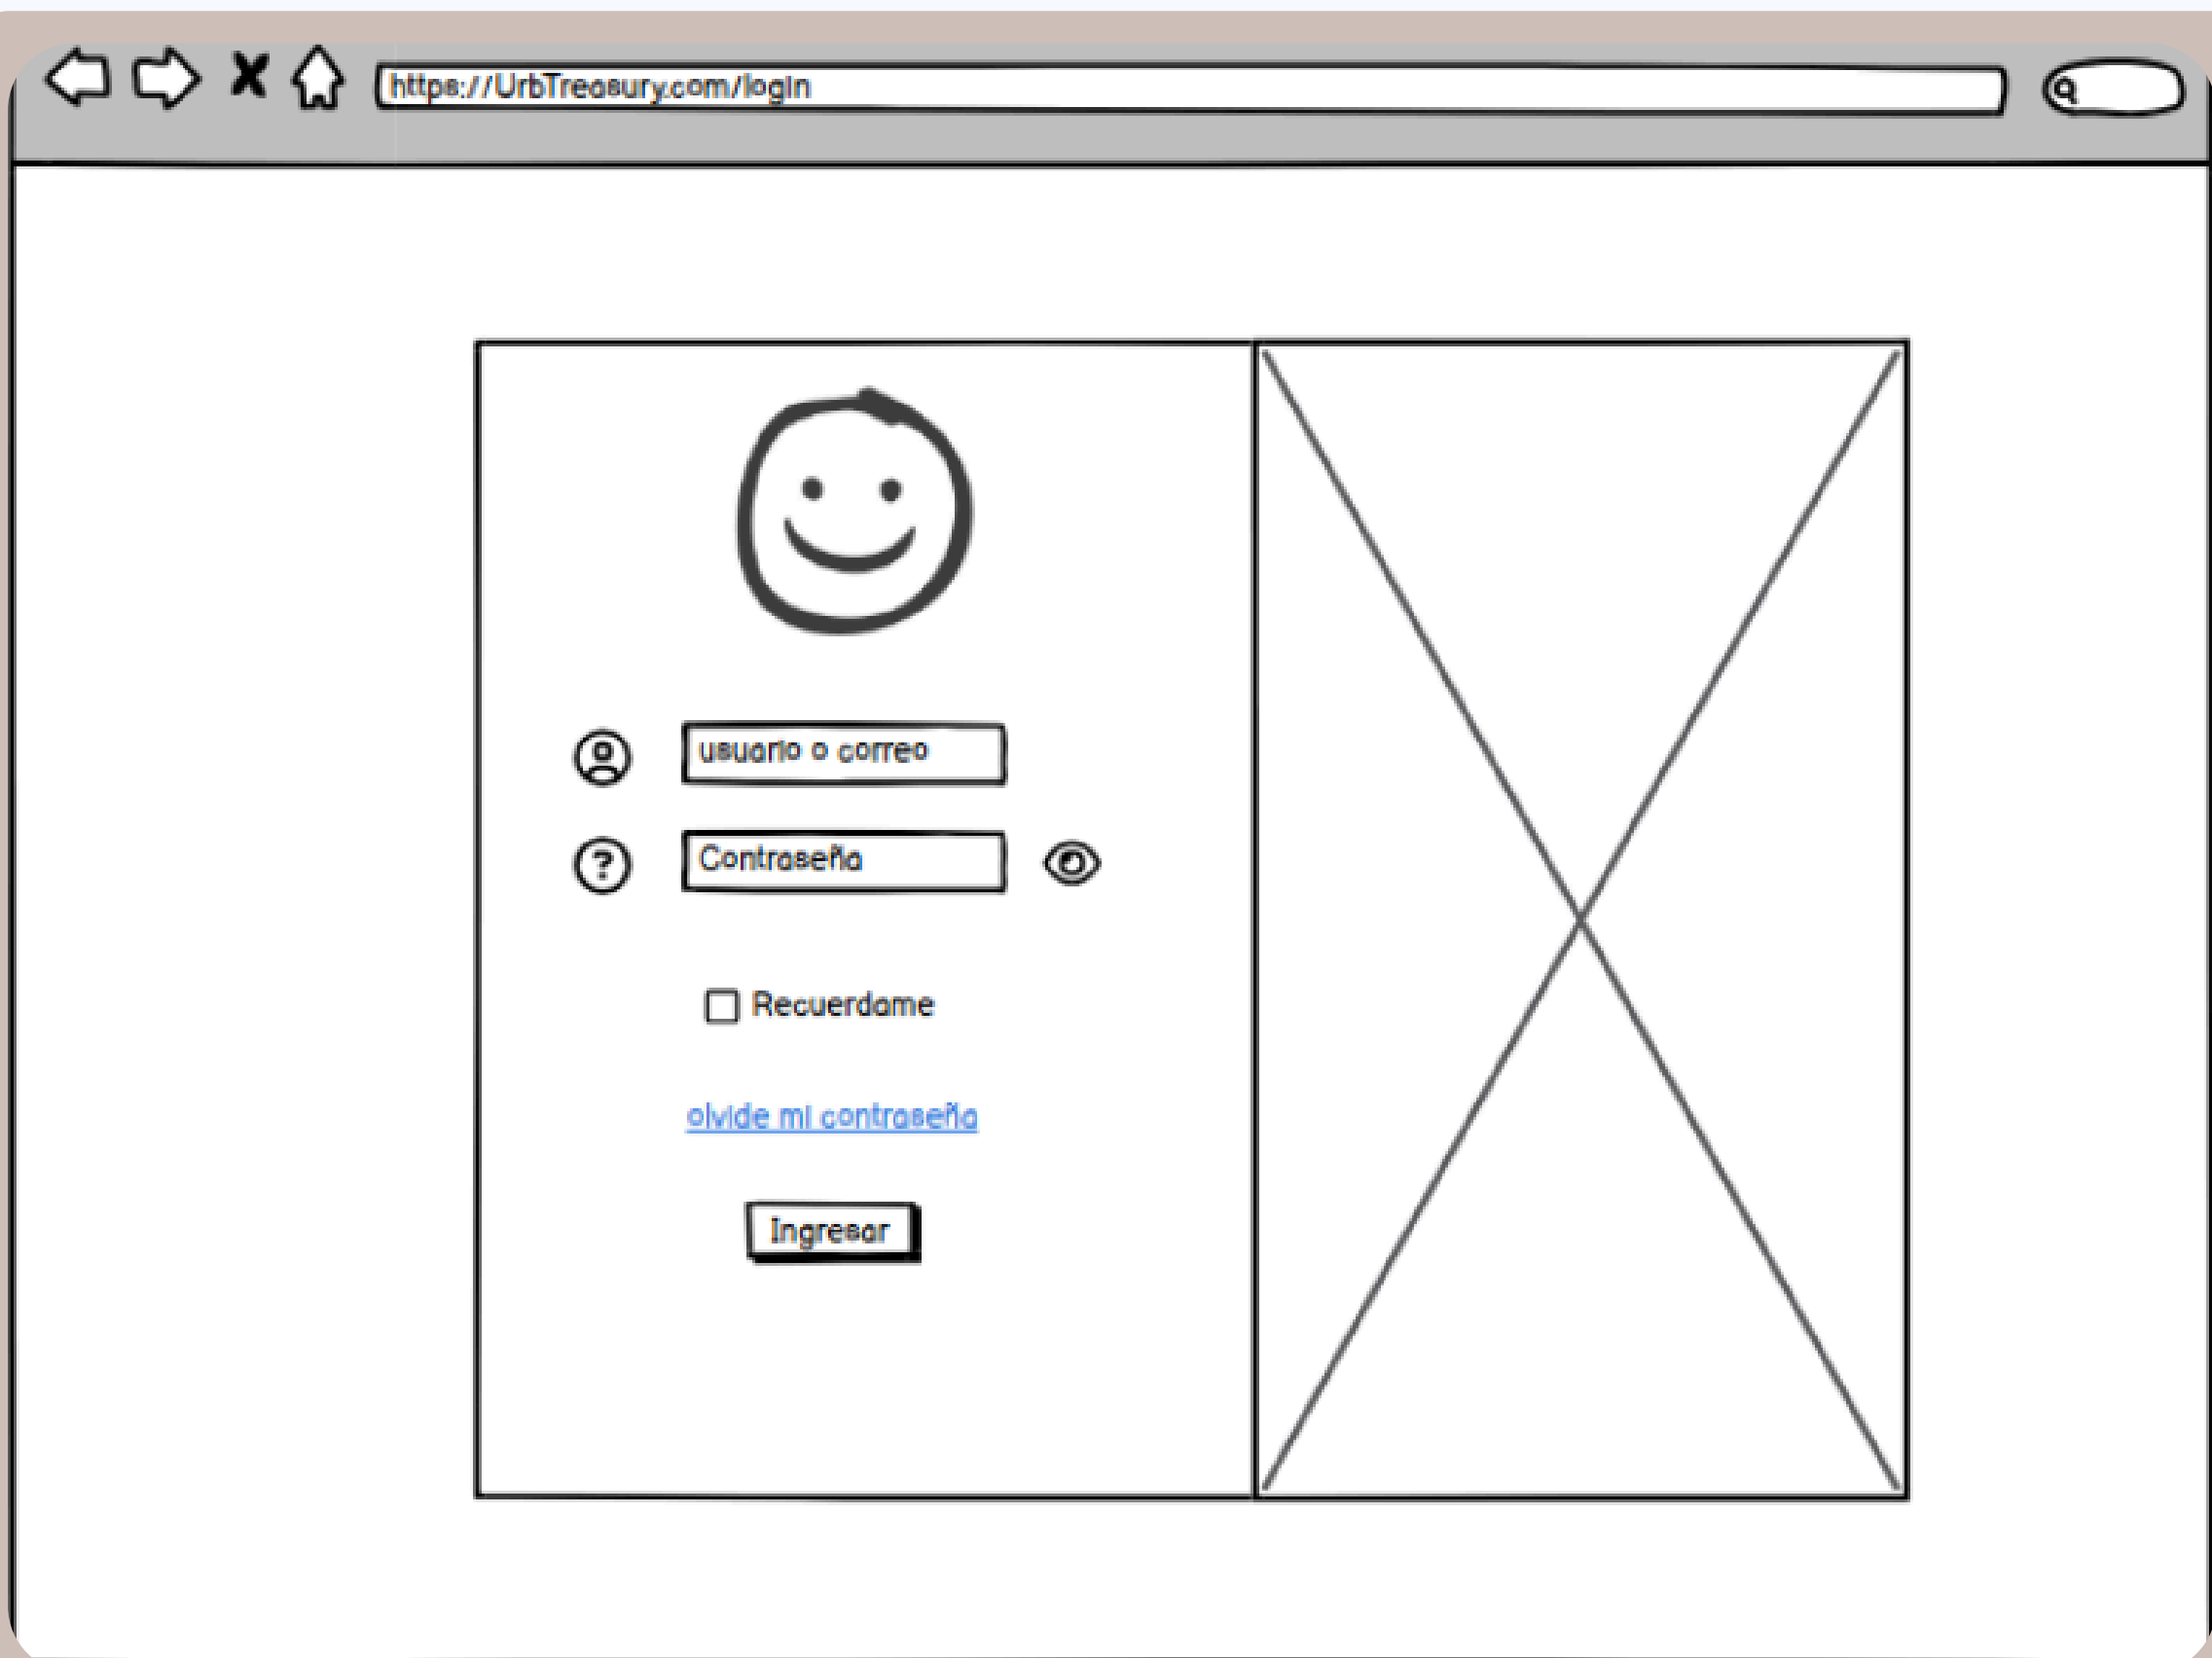 https://UrbTreasury.com/login
usuario o correo
?
Contraseña
Recuerdame
olvide mi contraseña
Ingresar